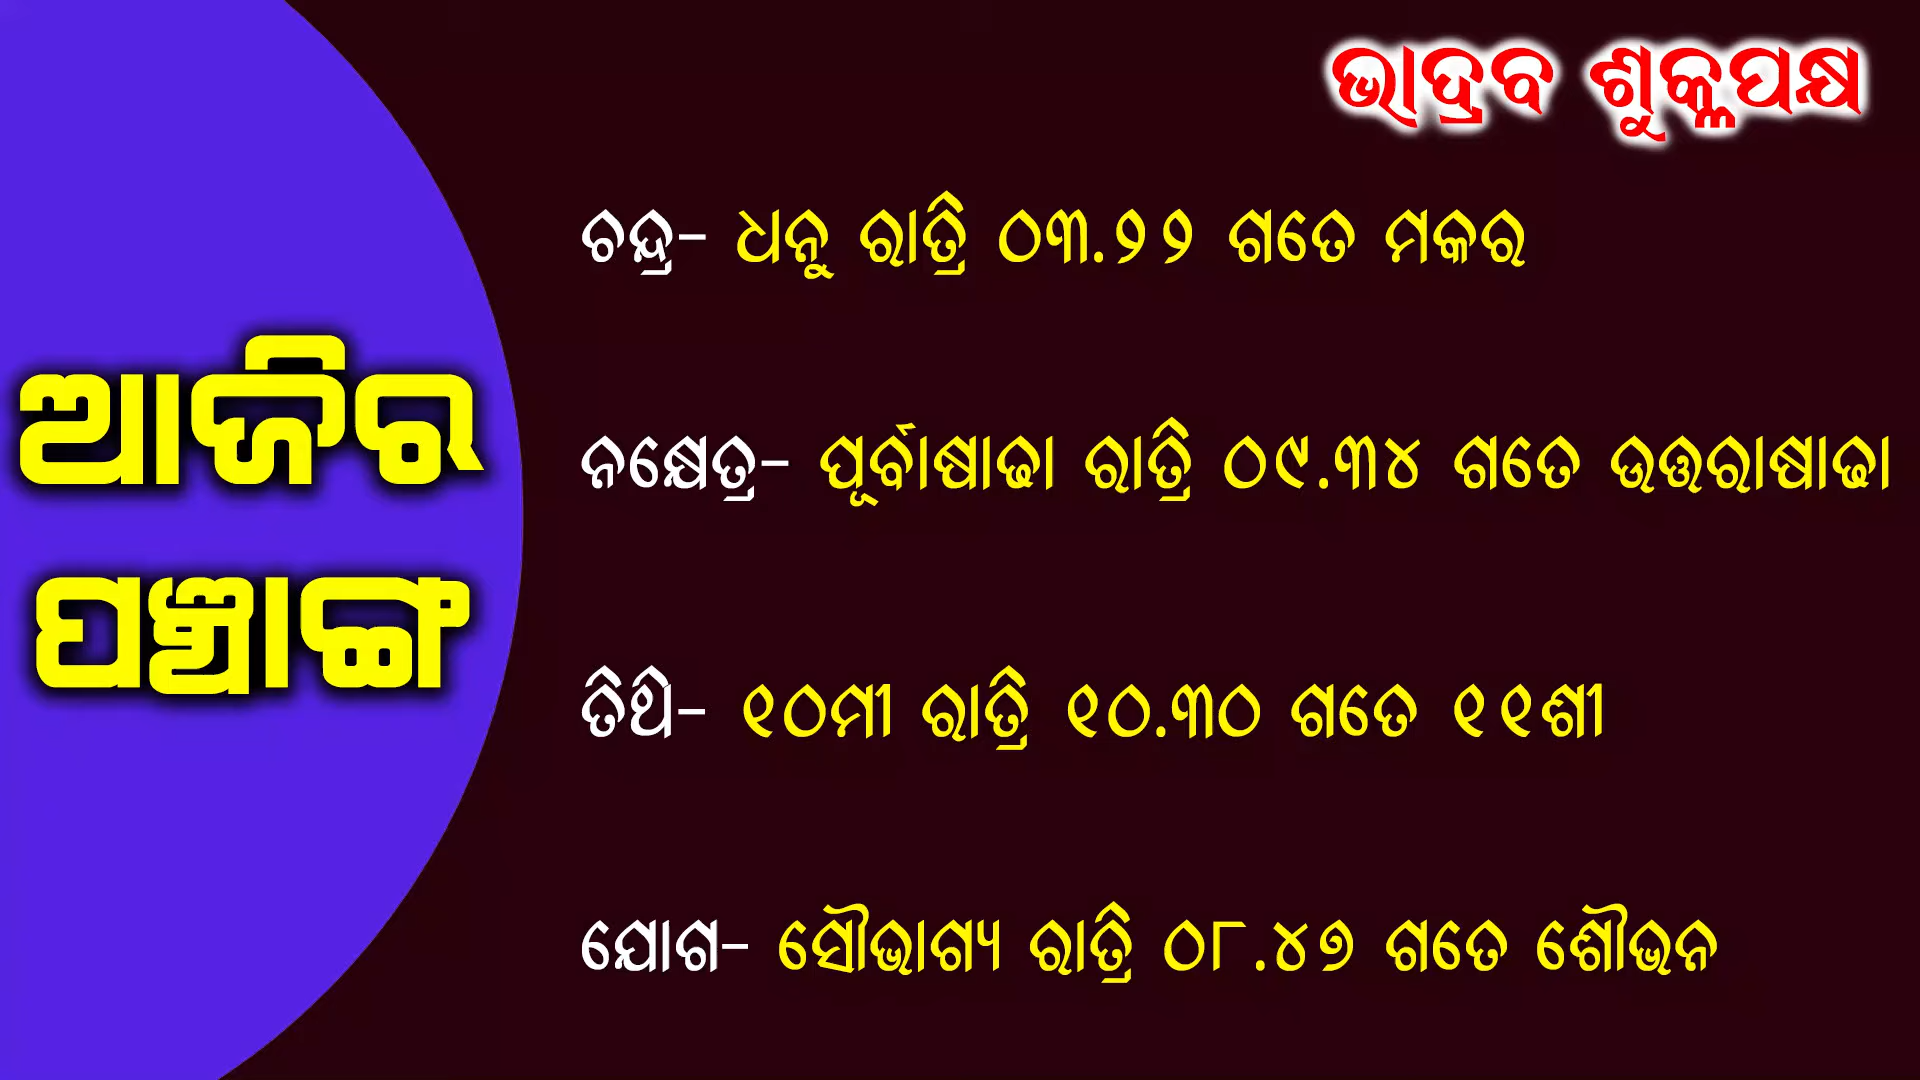 ଭାଦ୍ରବ ଶୁକ୍ଳପକ୍ଷ
ଆଜିର
ପଞ୍ଚାଙ୍ଗ
ଚନ୍ଦ୍ର- ଧନୁ ରାତ୍ରି ୦୩.୨୨ ଗତେ ମକର
ନକ୍ଷେତ୍ର- ପୂର୍ବାଷାଢା ରାତ୍ରି ୦୯.୩୪ ଗତେ ଉତ୍ତରାଷାଢା
ତିଥି- ୧୦ମୀ ରାତ୍ରି ୧୦.୩୦ ଗତେ ୧୧ଶୀ
ଯୋଗ- ସୌଭାଗ୍ୟ ରାତ୍ରି ୦୮.୪୭ ଗତେ ଶୌଭନ